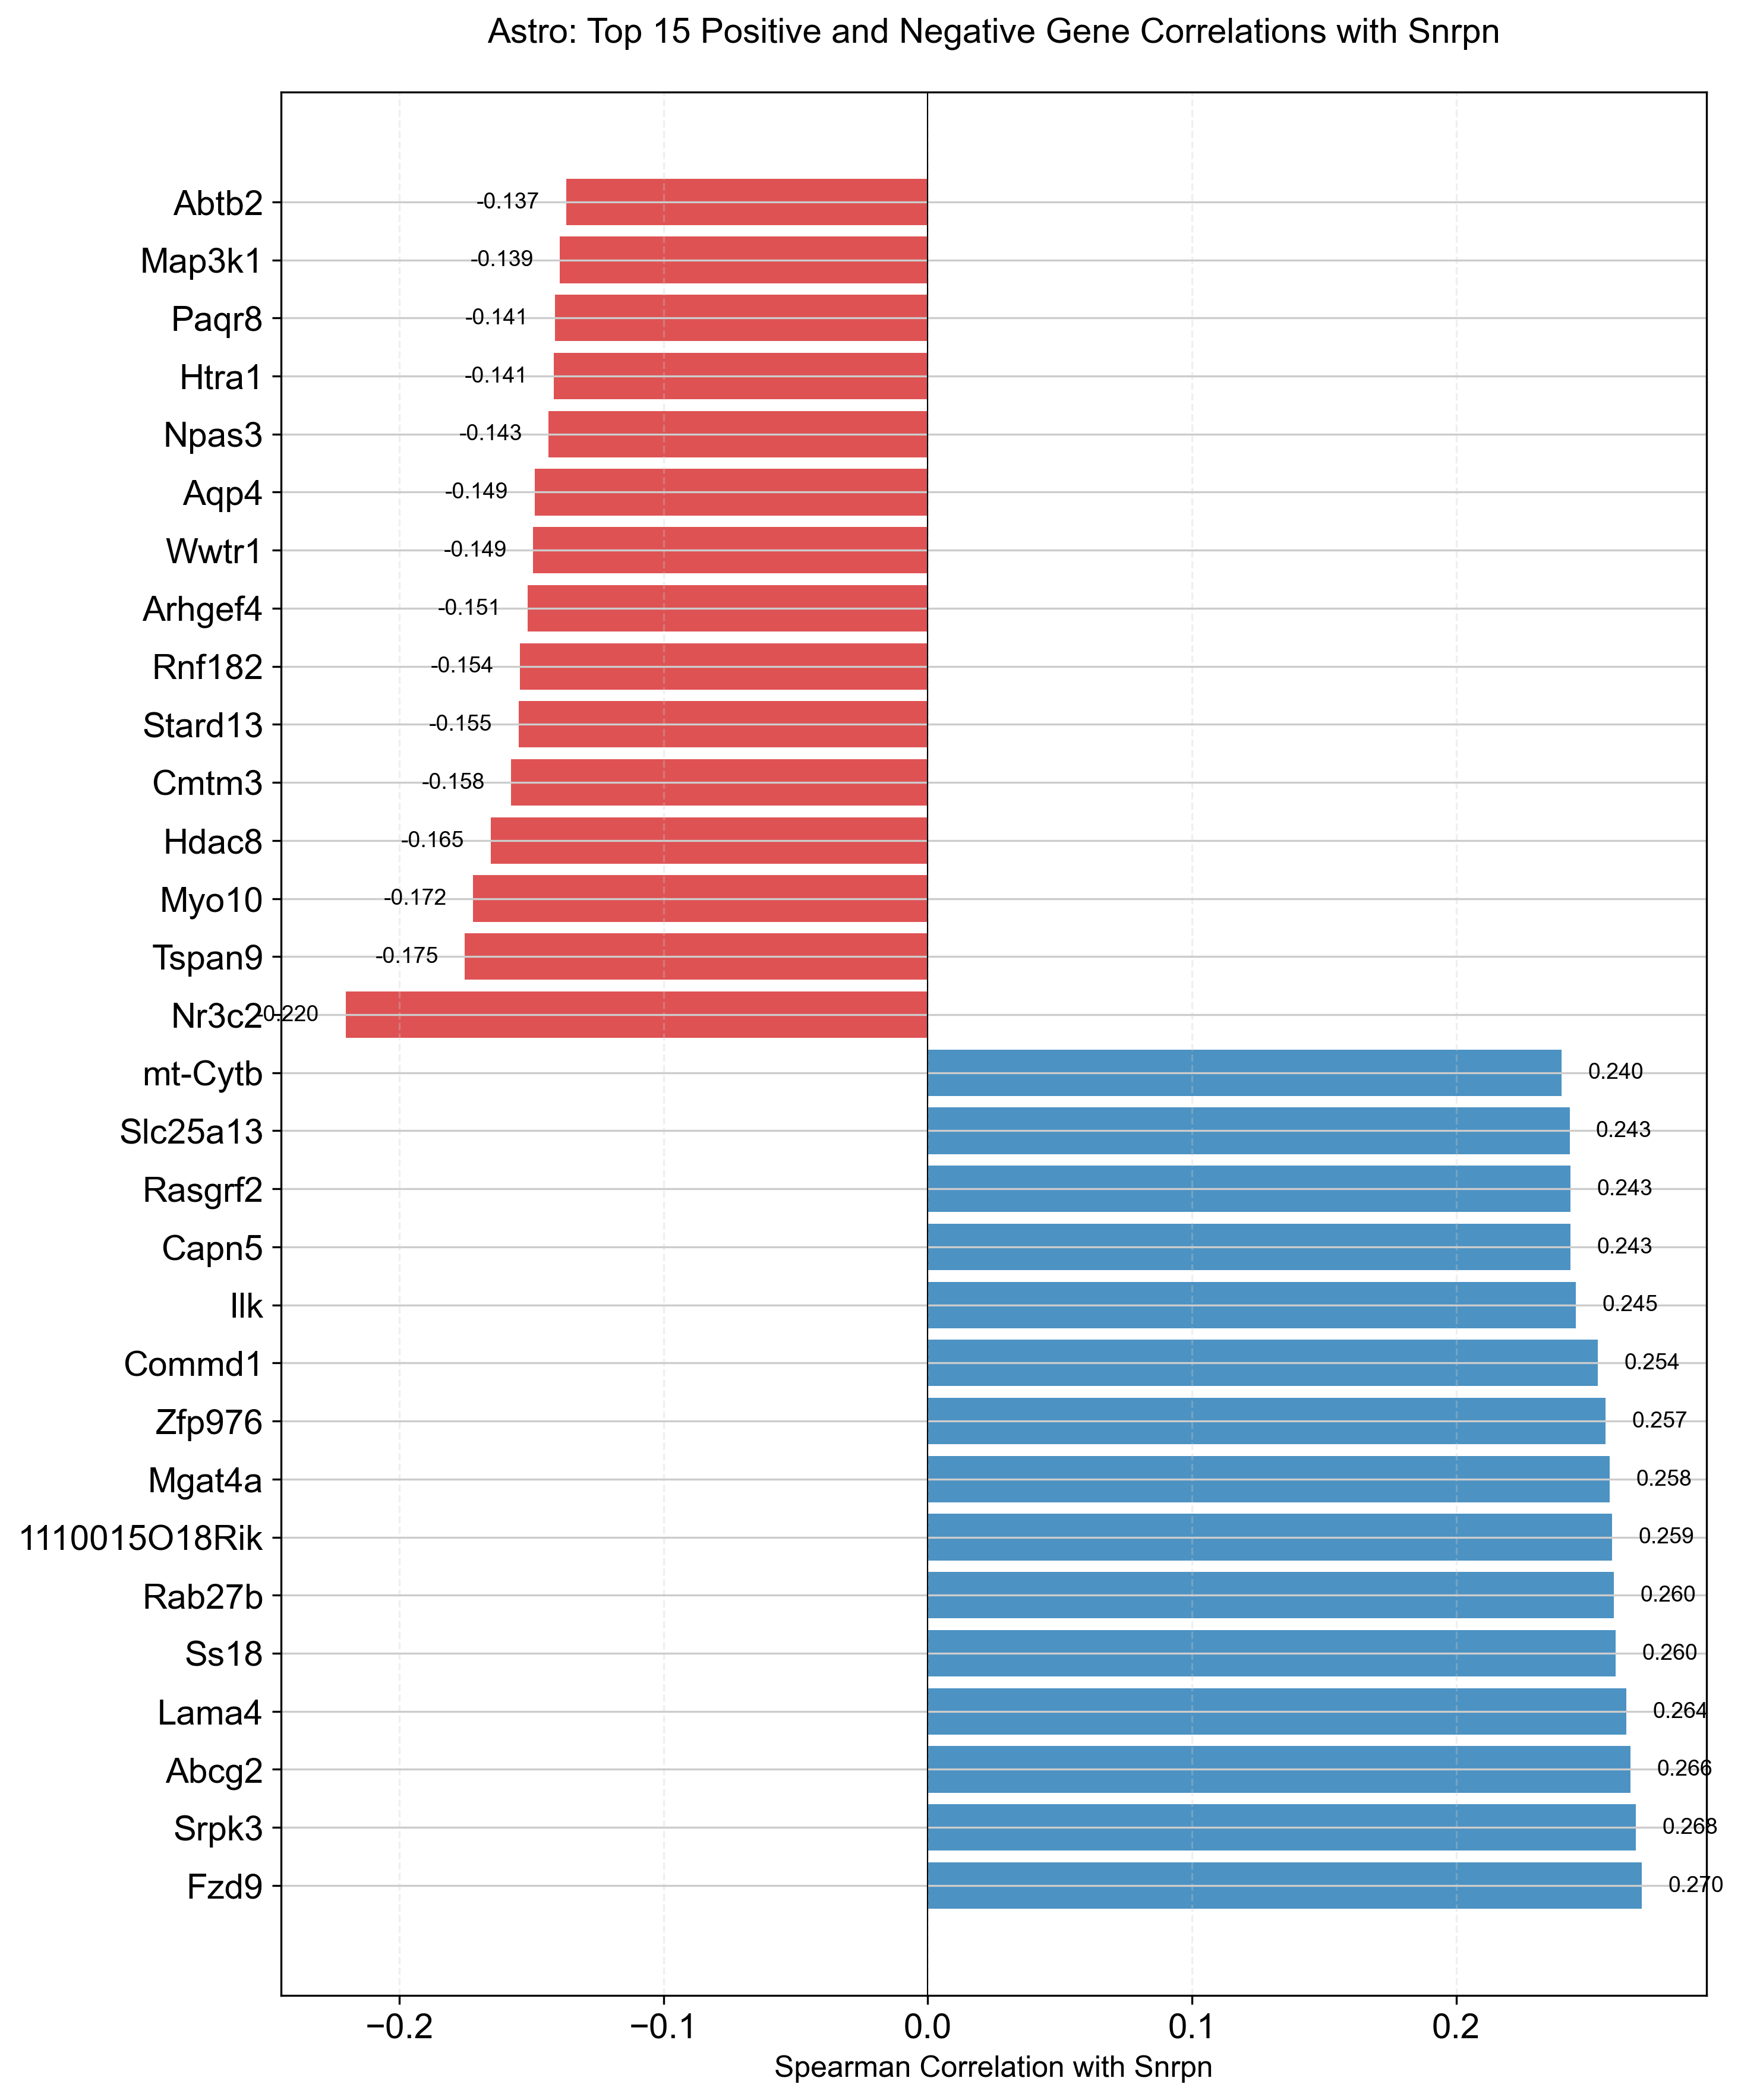 Astro: Top 15 Positive and Negative Gene Correlations with Snrpn
Abtb2 -0.137
Map3k1 -0.139
Paqr8 -0.141
Htra1 -0.141
Npas3 -0.143
Aqp4 -0.149
Wwtr1 -0.149
Arhgef4 -0.151
Rnf182 -0.154
Stard13 -0.155
Cmtm3 -0.158
Hdac8 -0.165
Myo10 -0.172
Tspan9 -0.175
Nr3c2 -0.220
mt-Cytb 0.240
Slc25a13 0.243
Rasgrf2 0.243
Capn5 0.243
Ilk 0.245
Commd1 0.254
Zfp976 0.257
Mgat4a 0.258
1110015O18Rik 0.259
Rab27b 0.260
Ss18 0.260
Lama4 0.264
Abcg2 0.266
Srpk3 0.268
Fzd9 0.270
−0.2 −0.1 0.0 0.1 0.2
Spearman Correlation with Snrpn